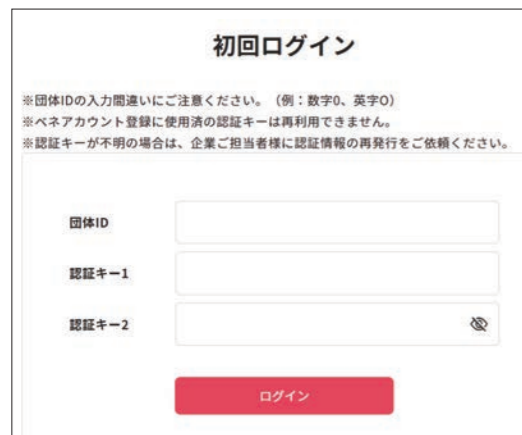 初回ログイン
※団体IDの入力間違いにご注意ください。（例：数字0、英字O）
※ベネアカウント登録に使用済の認証キーは再利用できません。
※認証キーが不明の場合は、企業ご担当者様に認証情報の再発行をご依頼ください。
団体ID
認証キー1
認証キー2
ログイン